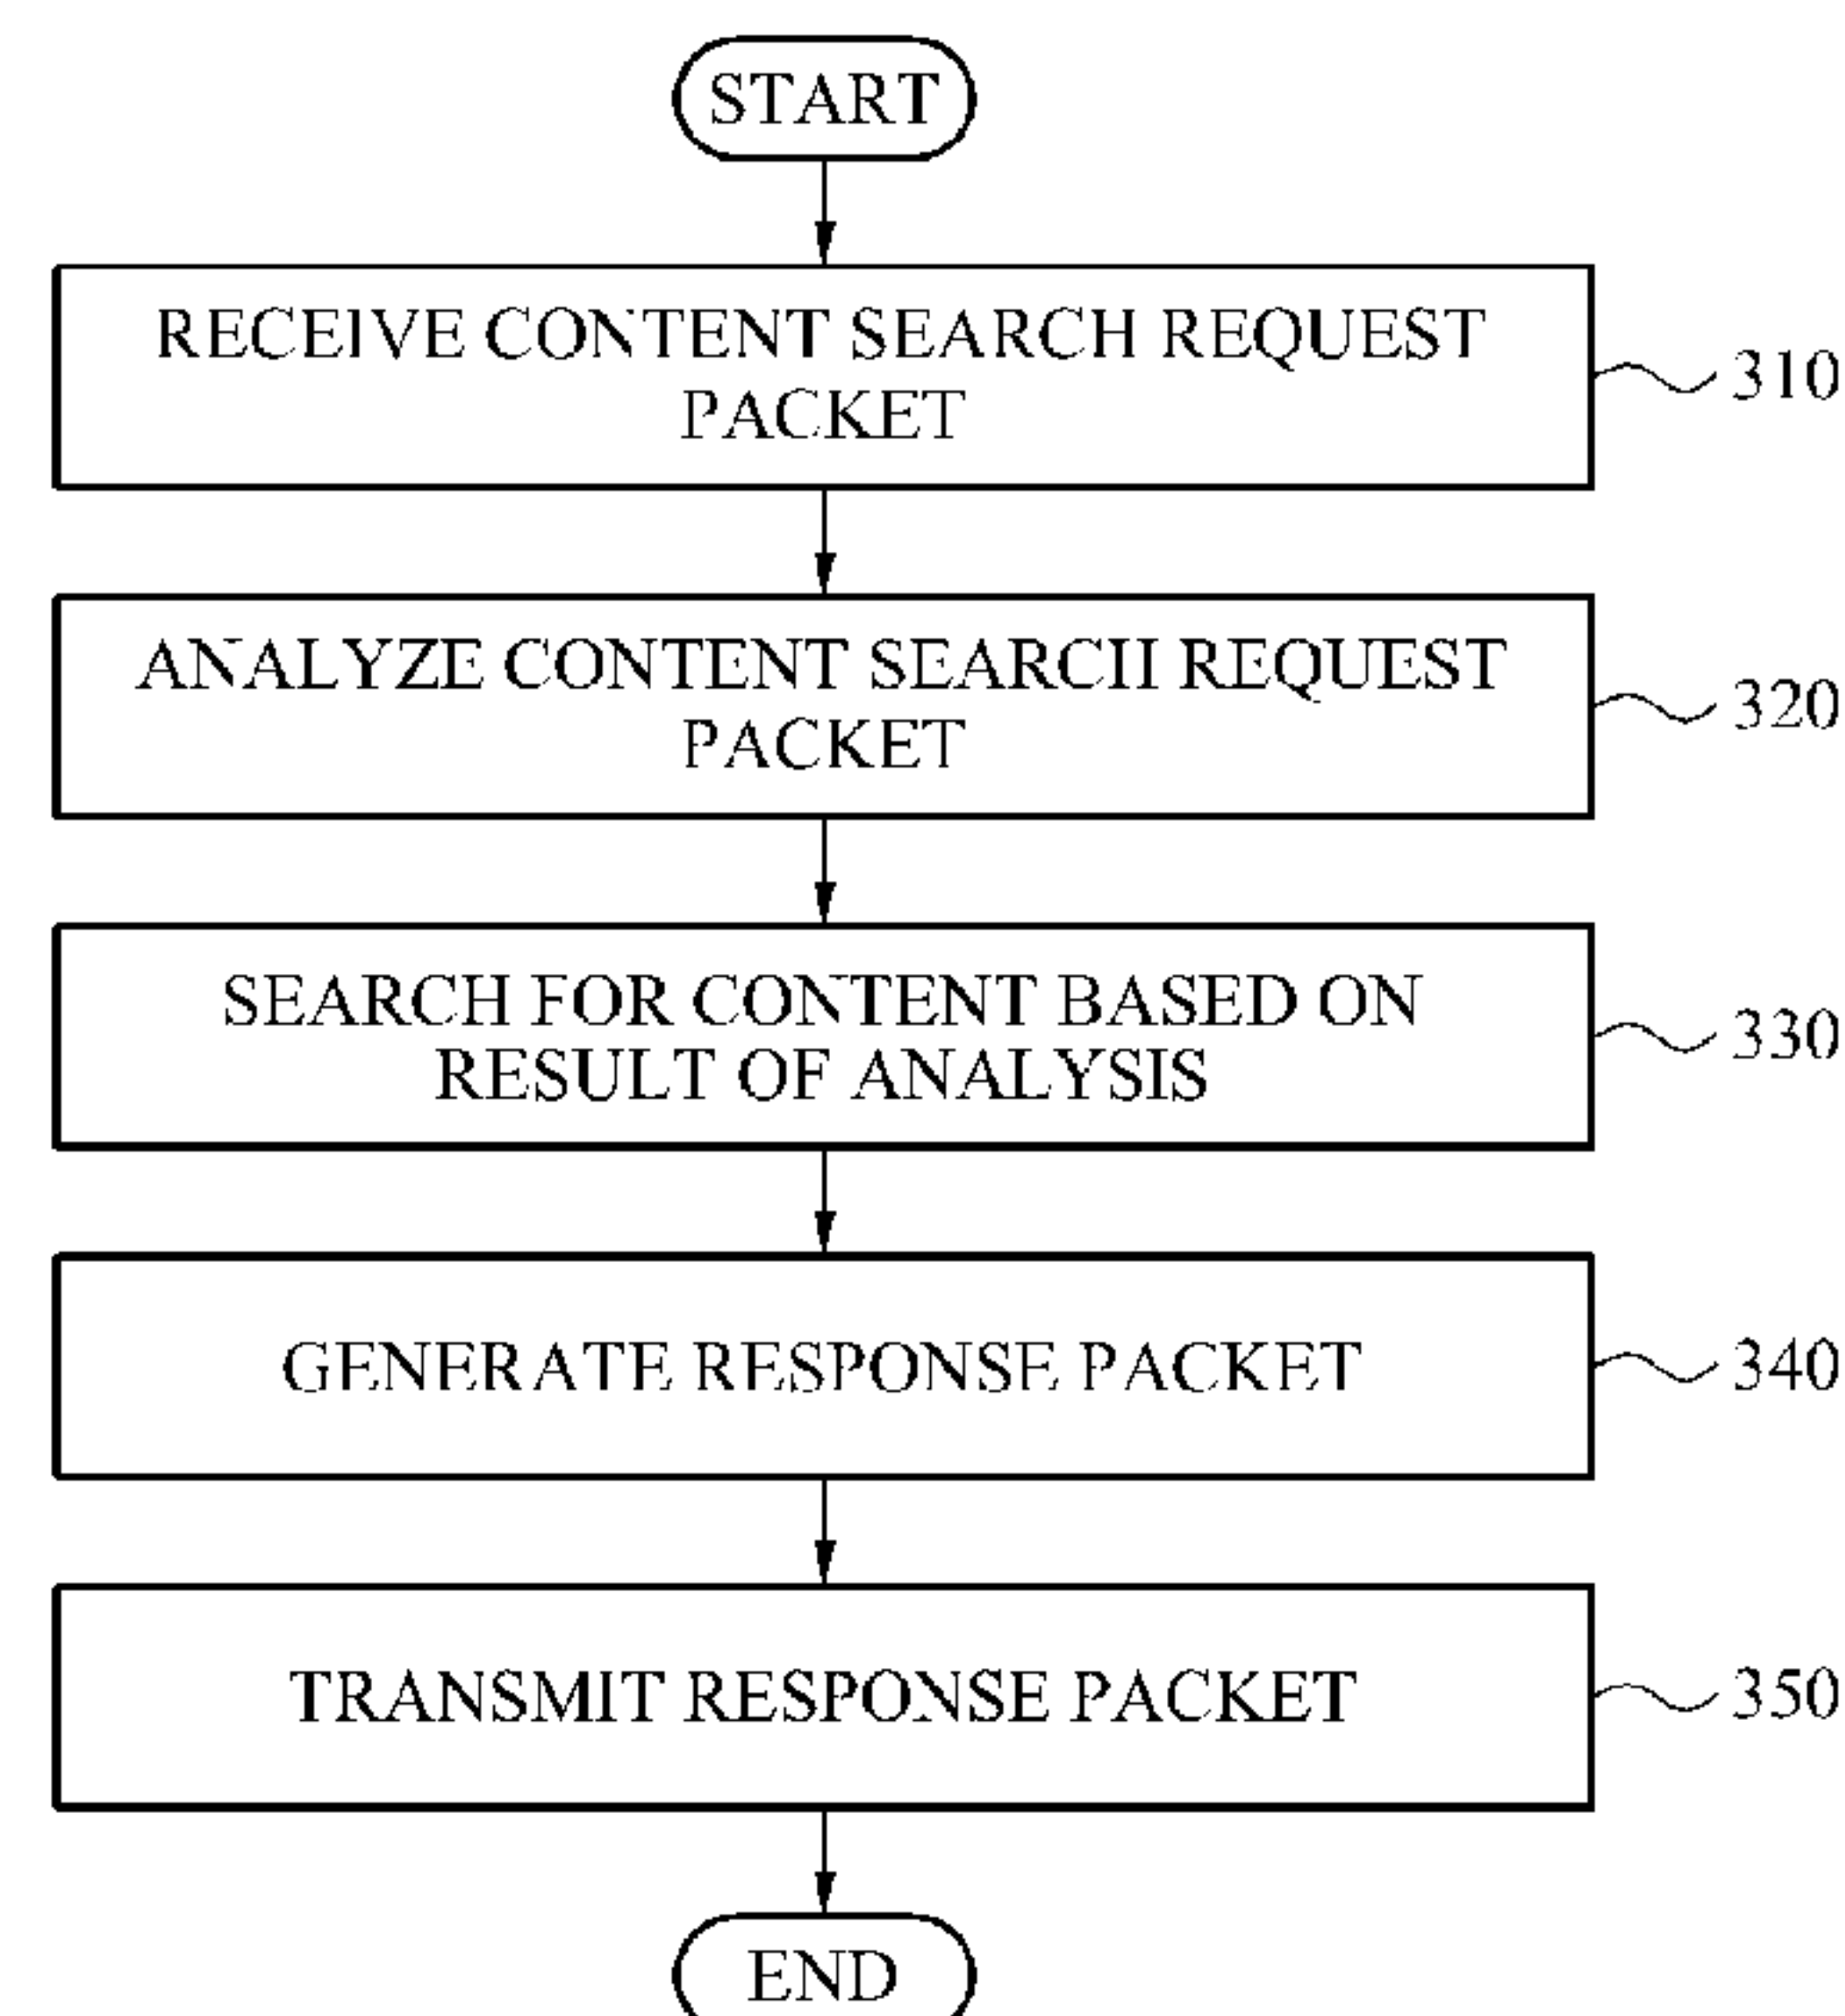 START
RECEIVE CONTENT SEARCH REQUEST
PACKET
310
ANALYZE CONTENT SEARCH REQUEST
PACKET
320
SEARCH FOR CONTENT BASED ON
RESULT OF ANALYSIS
330
GENERATE RESPONSE PACKET
340
TRANSMIT RESPONSE PACKET
350
END